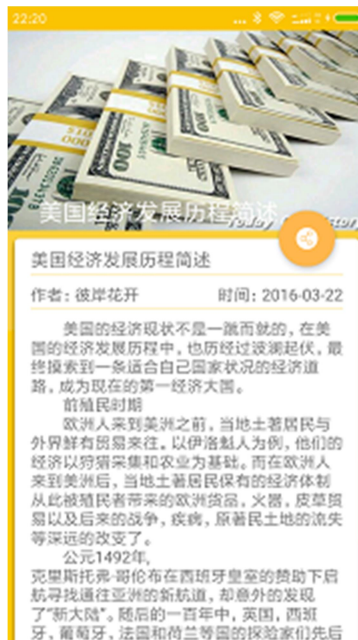 22:20
美国经济发展历程简述
Today
美国经济发展历程简述
作者: 彼岸花开 时间: 2016-03-22
美国的经济现状不是一蹴而就的, 在美
国的经济发展历程中, 也历经过波澜起伏, 最
终摸索到一条适合自己国家状况的经济道
路, 成为现在的第一经济大国。
前殖民时期
欧洲人来到美洲之前, 当地土著居民与
外界鲜有贸易来往。以伊洛魁人为例, 他们的
经济以狩猎采集和农业为基础。而在欧洲人
来到美洲后, 当地土著居民保有的经济体制
从此被殖民者带来的欧洲货品, 火器, 皮草贸
易以及后来的战争, 疾病, 原著民土地的流失
等深远的改变了。
公元1492年,
克里斯托弗·哥伦布在西班牙皇室的赞助下启
航寻找通往亚洲的新航道, 却意外的发现
了“新大陆”。随后的一百年中, 英国, 西班
牙, 葡萄牙, 法国和荷兰等国的探险家们先后